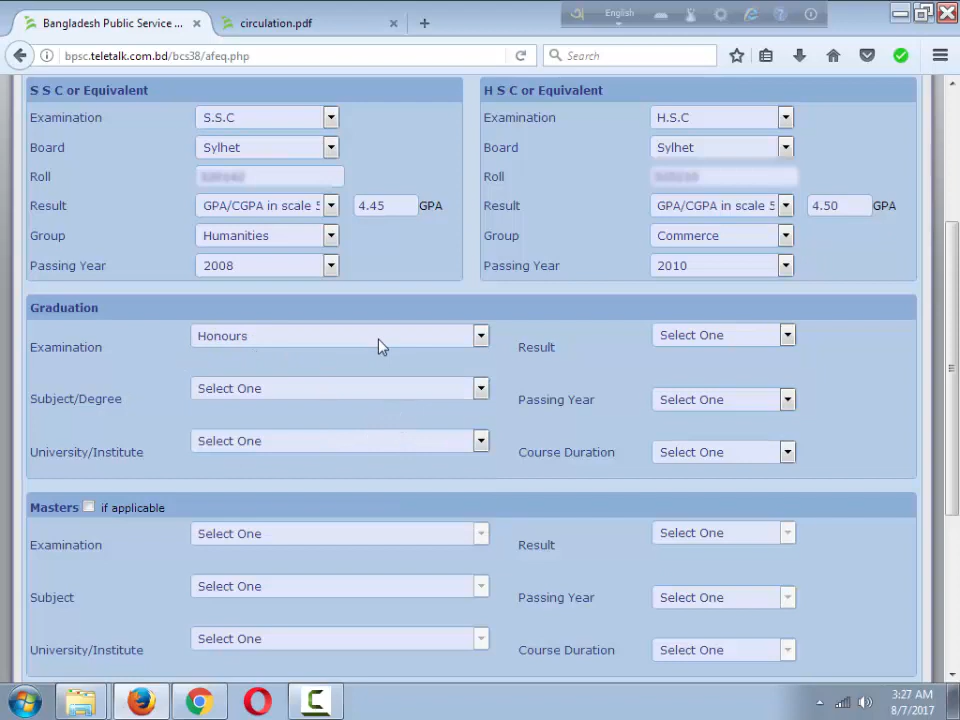 Bangladesh Public Service ...
circulation.pdf
English
bpsc.teletalk.com.bd/bcs38/afeq.php
Search
S S C or Equivalent
H S C or Equivalent
Examination S.S.C
Examination H.S.C
Board Sylhet
Board Sylhet
Roll
Roll
Result GPA/CGPA in scale 5 4.45 GPA
Result GPA/CGPA in scale 5 4.50 GPA
Group Humanities
Group Commerce
Passing Year 2008
Passing Year 2010
Graduation
Examination Honours
Result Select One
Subject/Degree Select One
Passing Year Select One
University/Institute Select One
Course Duration Select One
Masters if applicable
Examination Select One
Result Select One
Subject Select One
Passing Year Select One
University/Institute Select One
Course Duration Select One
3:27 AM
8/7/2017